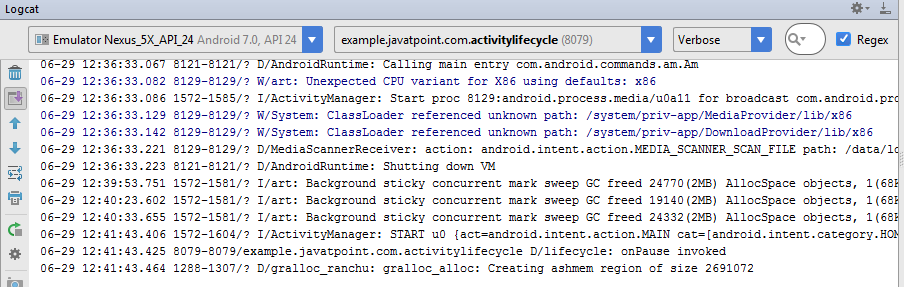 Logcat
Emulator Nexus_5X_API_24 Android 7.0, API 24 example.javatpoint.com.activitylifecycle (8079) Verbose Regex
06-29 12:36:33.067 8121-8121/? D/AndroidRuntime: Calling main entry com.android.commands.am.Am
06-29 12:36:33.082 8129-8129/? W/art: Unexpected CPU variant for X86 using defaults: x86
06-29 12:36:33.086 1572-1585/? I/ActivityManager: Start proc 8129:android.process.media/u0a11 for broadcast com.android.pro
06-29 12:36:33.129 8129-8129/? W/System: ClassLoader referenced unknown path: /system/priv-app/MediaProvider/lib/x86
06-29 12:36:33.142 8129-8129/? W/System: ClassLoader referenced unknown path: /system/priv-app/DownloadProvider/lib/x86
06-29 12:36:33.221 8129-8129/? D/MediaScannerReceiver: action: android.intent.action.MEDIA_SCANNER_SCAN_FILE path: /data/lo
06-29 12:36:33.223 8121-8121/? D/AndroidRuntime: Shutting down VM
06-29 12:39:53.751 1572-1581/? I/art: Background sticky concurrent mark sweep GC freed 24770(2MB) AllocSpace objects, 1(68K
06-29 12:40:23.602 1572-1581/? I/art: Background sticky concurrent mark sweep GC freed 19140(2MB) AllocSpace objects, 1(68K
06-29 12:40:33.655 1572-1581/? I/art: Background sticky concurrent mark sweep GC freed 24332(2MB) AllocSpace objects, 1(68K
06-29 12:41:43.406 1572-1604/? I/ActivityManager: START u0 {act=android.intent.action.MAIN cat=[android.intent.category.HOM
06-29 12:41:43.425 8079-8079/example.javatpoint.com.activitylifecycle D/lifecycle: onPause invoked
06-29 12:41:43.464 1288-1307/? D/gralloc_ranchu: gralloc_alloc: Creating ashmem region of size 2691072